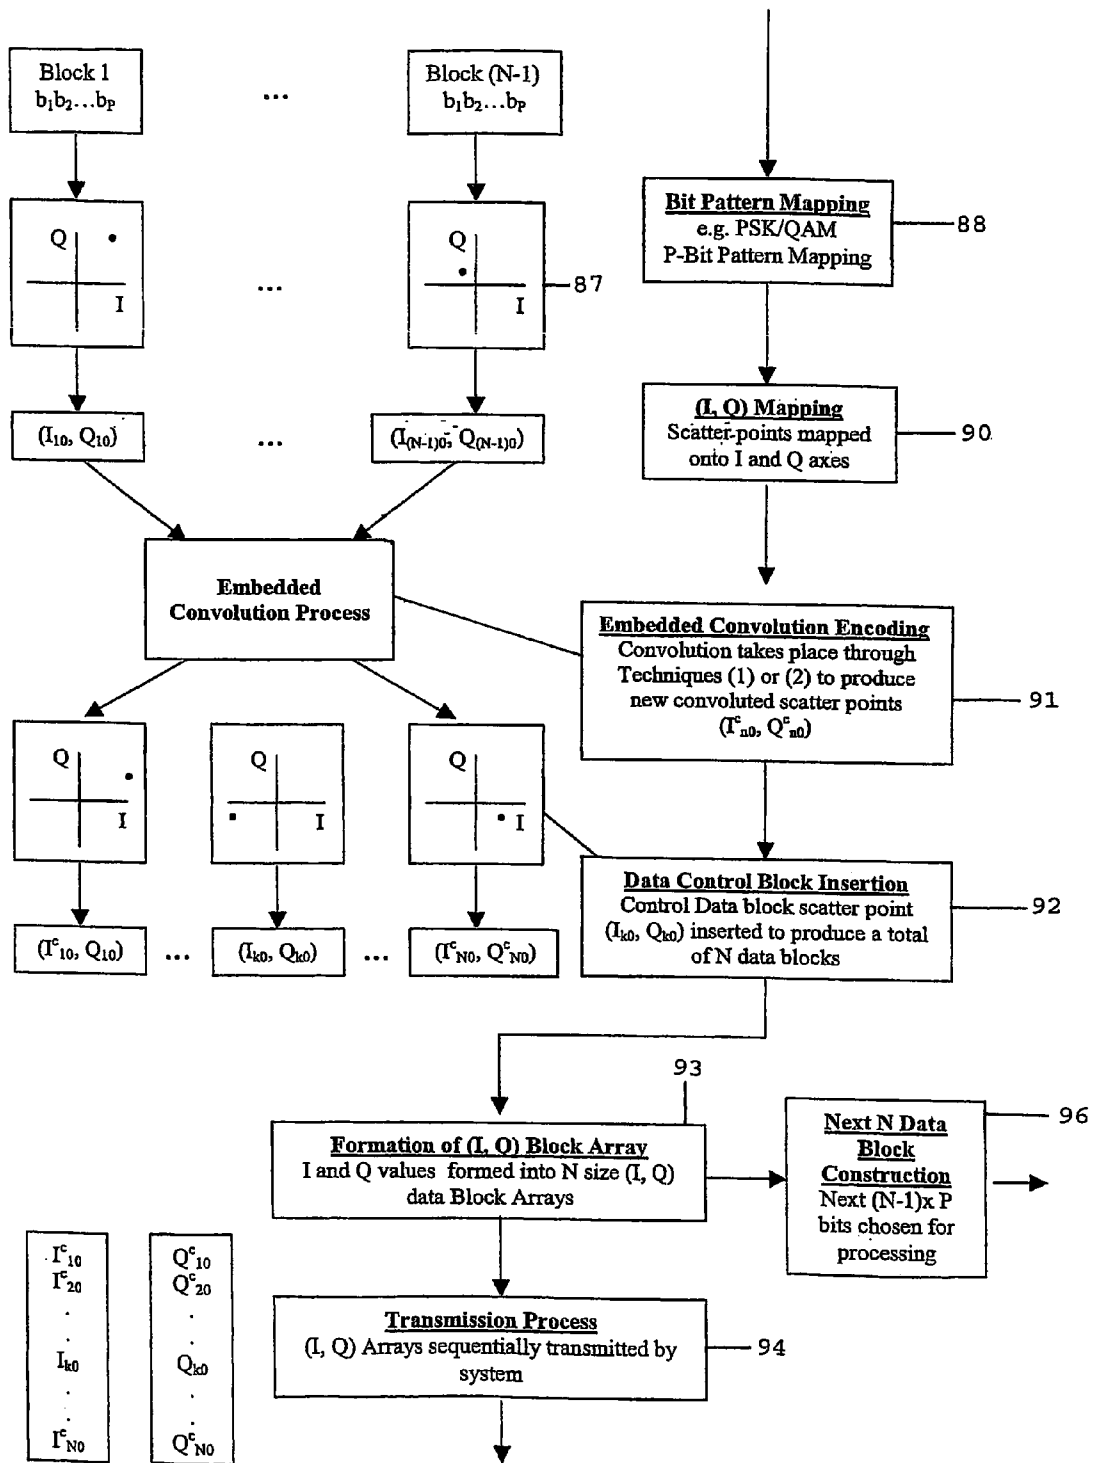 Block 1
b₁b₂...b_P
...
Block (N-1)
b₁b₂...b_P
Bit Pattern Mapping
e.g. PSK/QAM
P-Bit Pattern Mapping
88
Q
I
...
Q
I
87
(I₁₀, Q₁₀)
...
(I₍N-1₎₀, Q₍N-1₎₀)
(I, Q) Mapping
Scatter-points mapped
onto I and Q axes
90
Embedded
Convolution Process
Embedded Convolution Encoding
Convolution takes place through
Techniques (1) or (2) to produce
new convoluted scatter points
(Iᶜₙ₀, Qᶜₙ₀)
91
Q
I
Q
I
Q
I
Data Control Block Insertion
Control Data block scatter point
(Iₖ₀, Qₖ₀) inserted to produce a total
of N data blocks
92
(Iᶜ₁₀, Q₁₀)
...
(Iₖ₀, Qₖ₀)
...
(Iᶜ_N0, Qᶜ_N0)
93
Formation of (I, Q) Block Array
I and Q values formed into N size (I, Q)
data Block Arrays
Next N Data
Block
Construction
Next (N-1)x P
bits chosen for
processing
96
Iᶜ₁₀
Iᶜ₂₀
.
.
Iₖ₀
.
.
Iᶜ_N0
Qᶜ₁₀
Qᶜ₂₀
.
.
Qₖ₀
.
.
Qᶜ_N0
Transmission Process
(I, Q) Arrays sequentially transmitted by
system
94